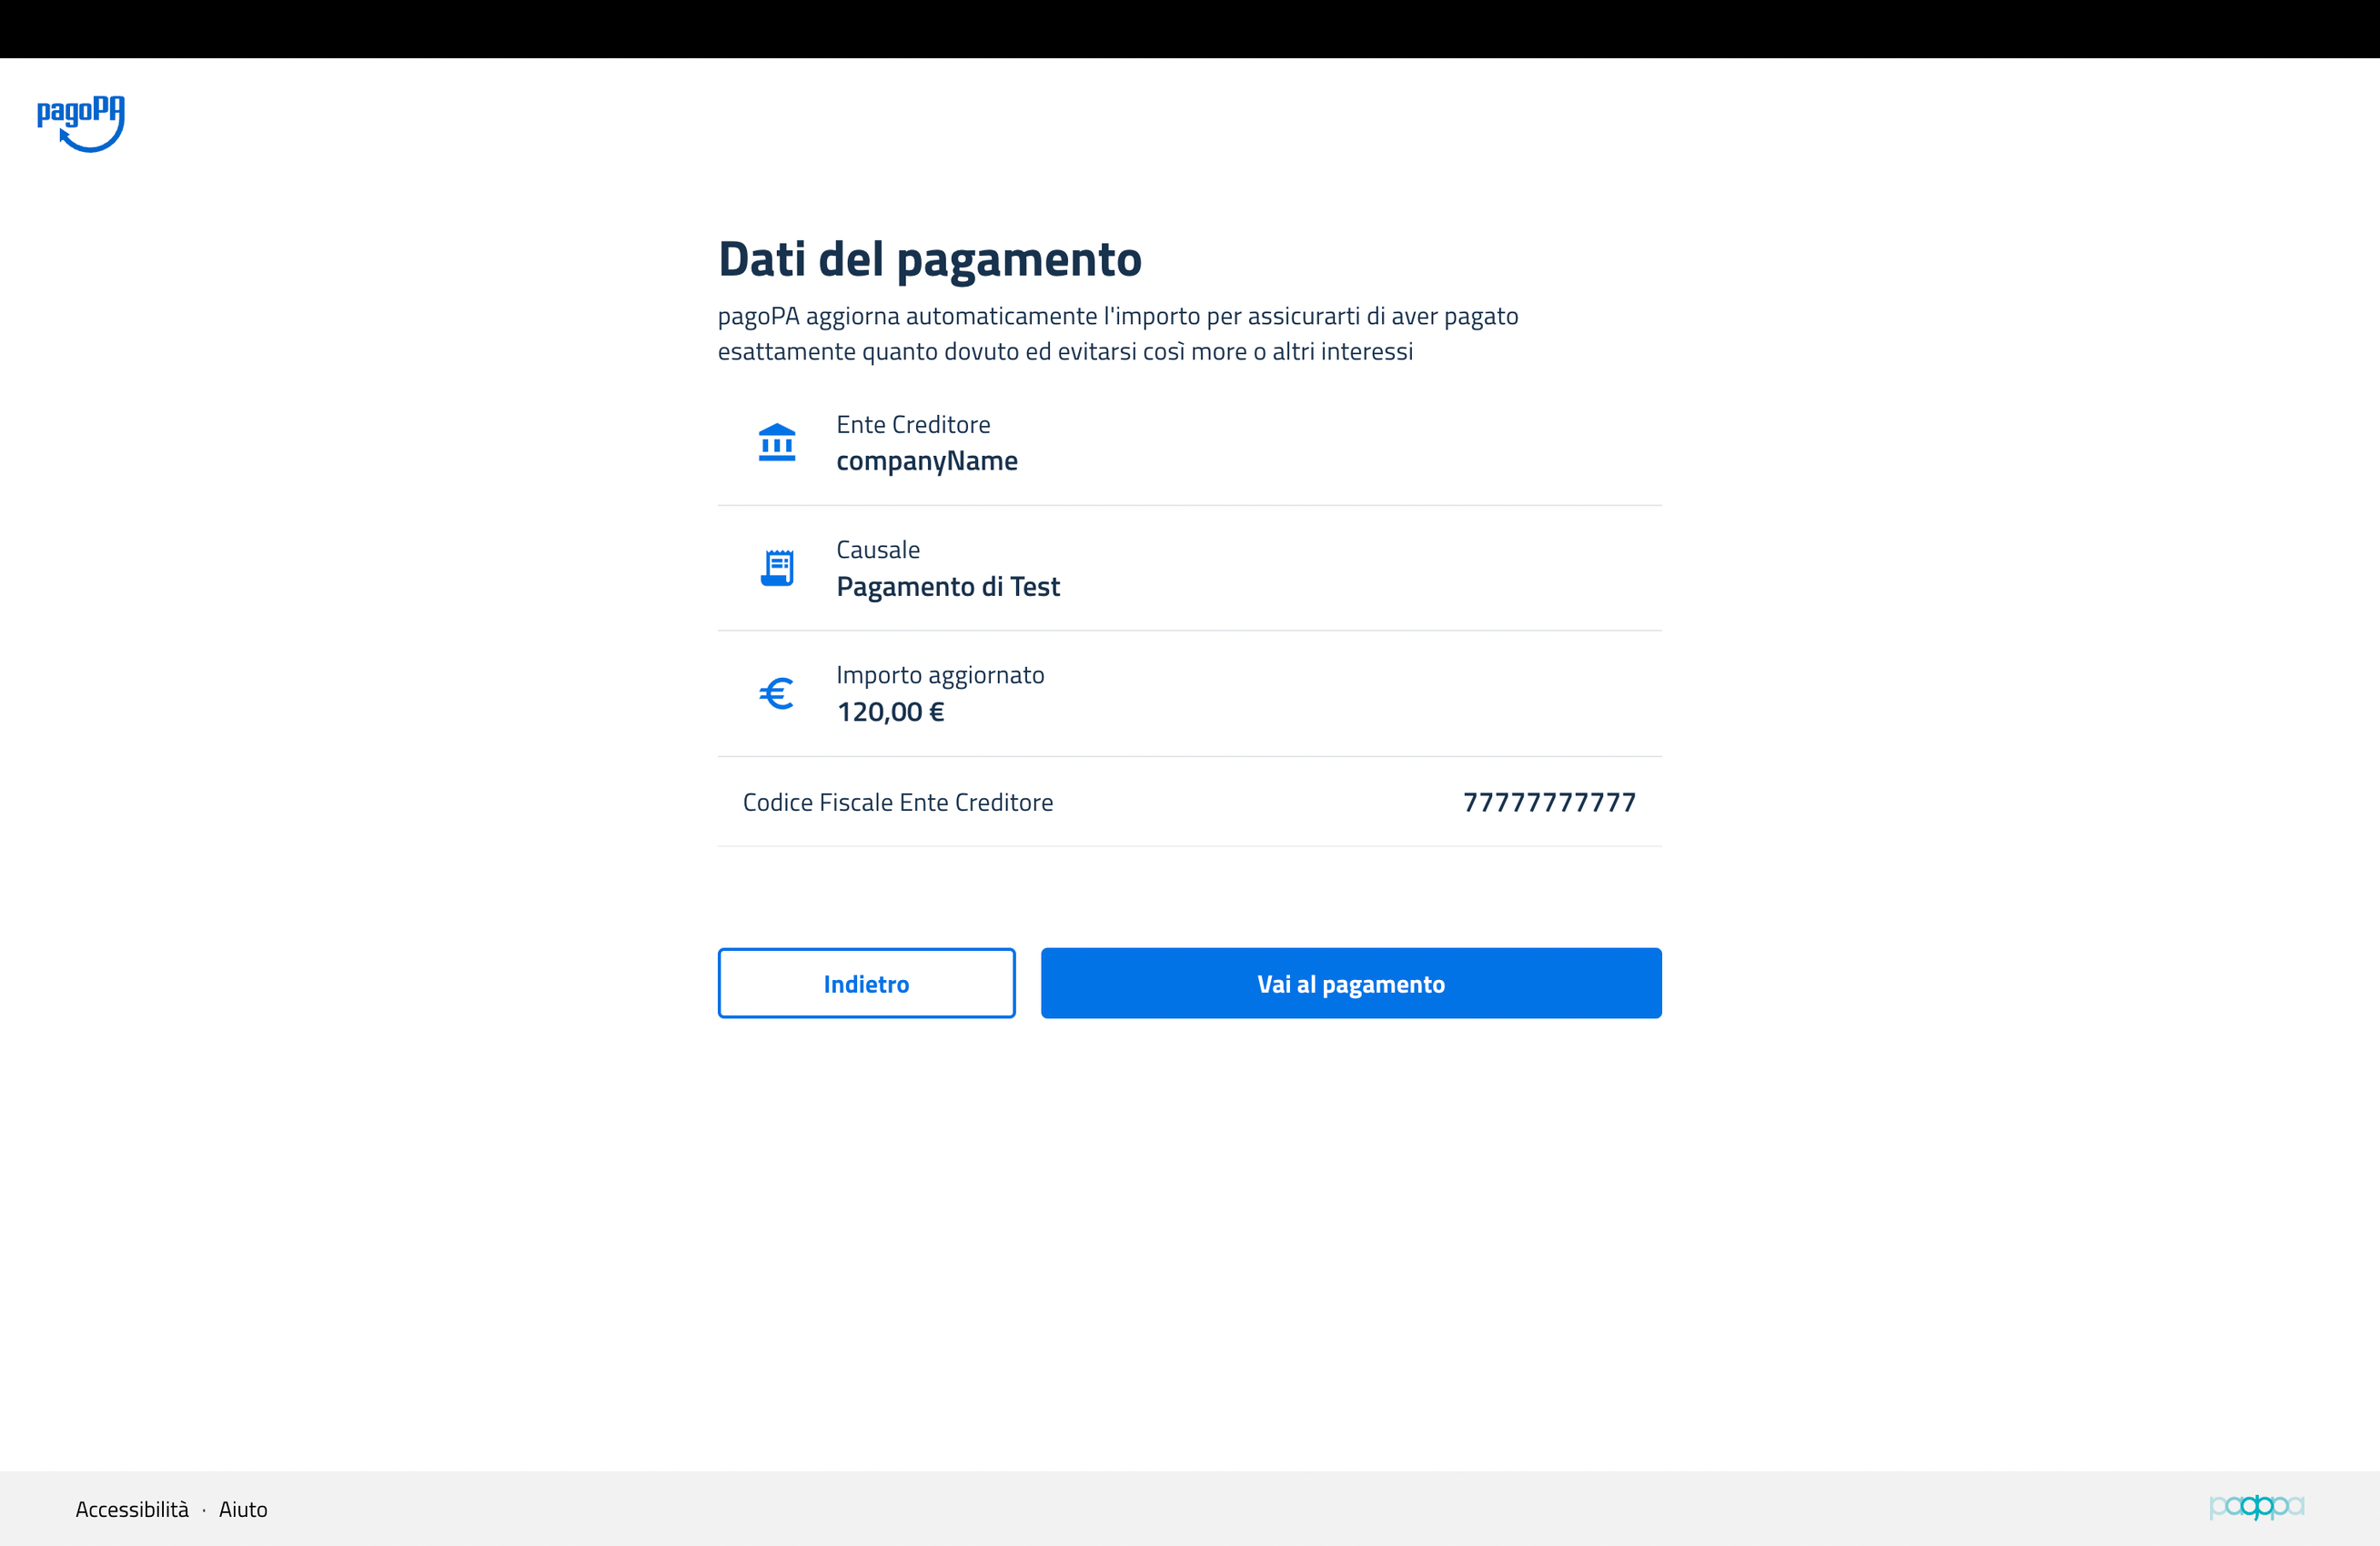 pagoPA
Dati del pagamento
pagoPA aggiorna automaticamente l'importo per assicurarti di aver pagato
esattamente quanto dovuto ed evitarsi così more o altri interessi
Ente Creditore
companyName
Causale
Pagamento di Test
Importo aggiornato
120,00 €
Codice Fiscale Ente Creditore 77777777777
Indietro Vai al pagamento
Accessibilità · Aiuto pagopa